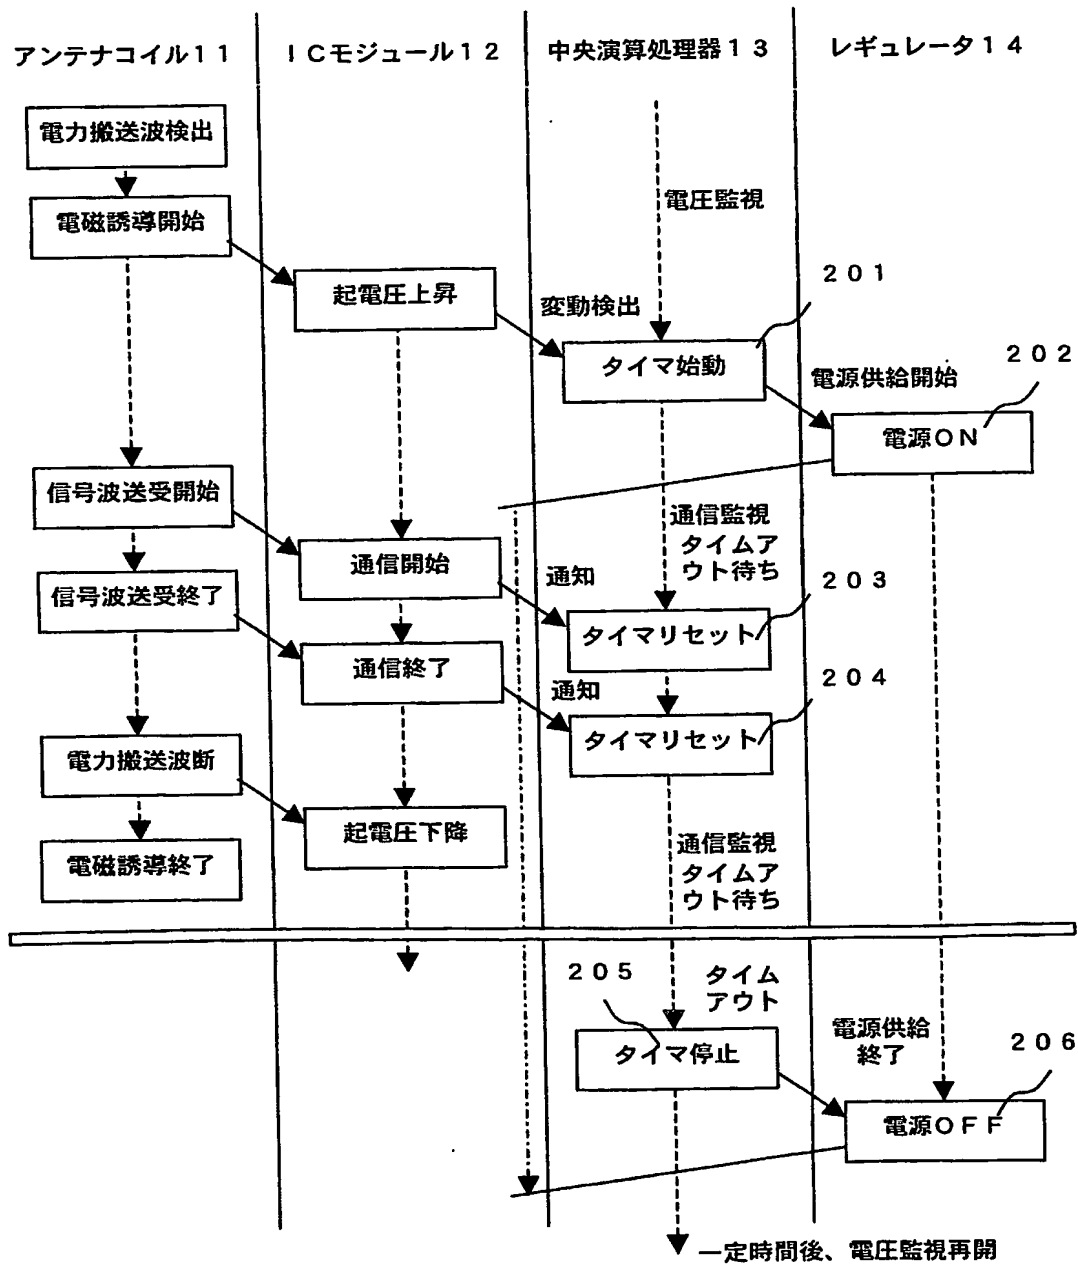 アンテナコイル１１
ＩＣモジュール１２
中央演算処理器１３
レギュレータ１４
電力搬送波検出
電磁誘導開始
電圧監視
起電圧上昇
変動検出
２０１
タイマ始動
２０２
電源供給開始
電源ＯＮ
信号波送受開始
通信監視
タイムア
ウト待ち
通信開始
通知
２０３
信号波送受終了
タイマリセット
通信終了
通知
２０４
タイマリセット
電力搬送波断
起電圧下降
通信監視
タイムア
ウト待ち
電磁誘導終了
２０５
タイム
アウト
電源供給
終了
２０６
タイマ停止
電源ＯＦＦ
一定時間後、電圧監視再開